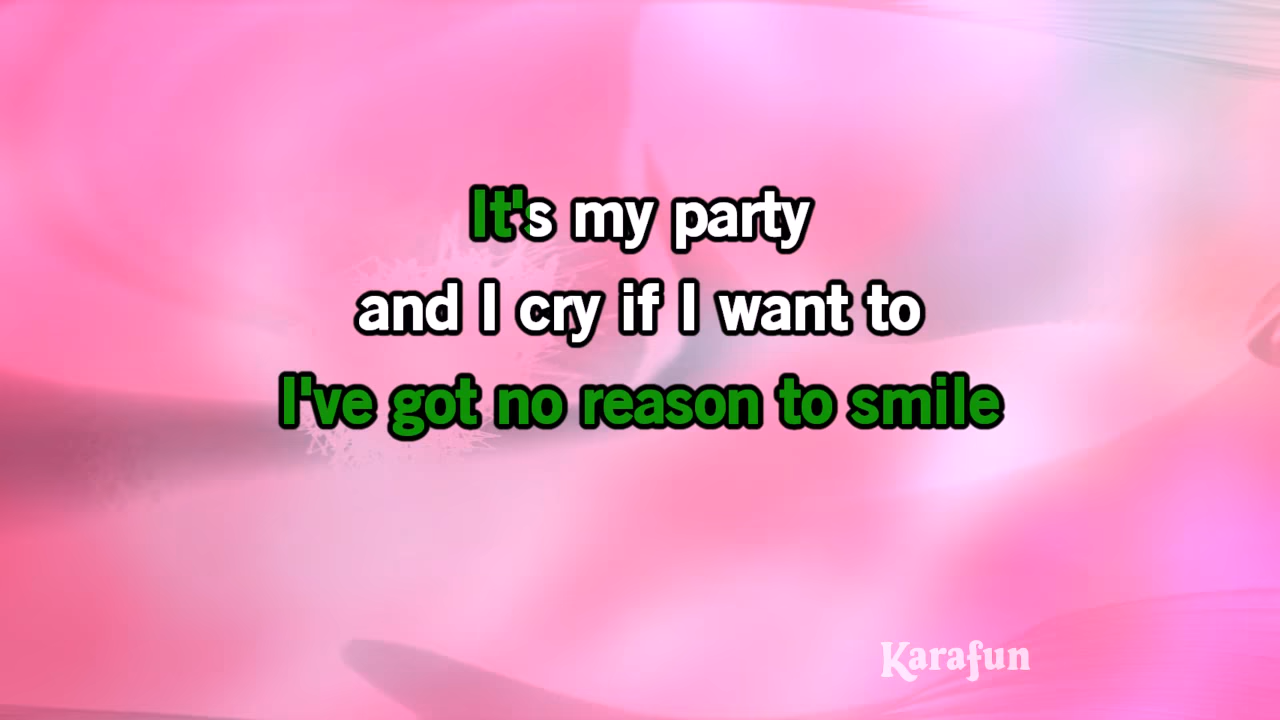 It's my party
and I cry if I want to
I've got no reason to smile
Karafun